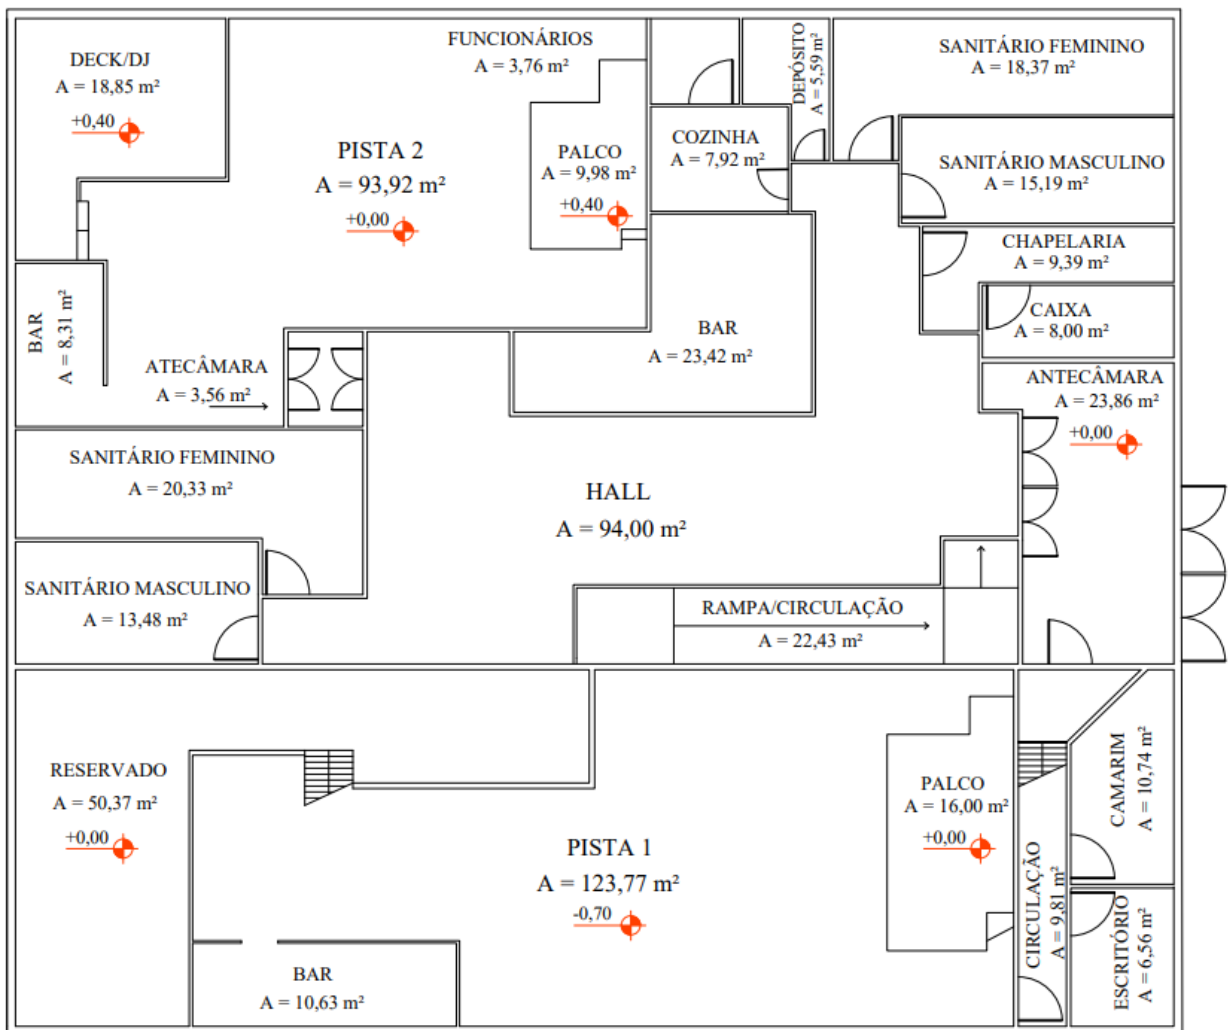 DECK/DJ
A = 18,85 m²
+0,40
FUNCIONÁRIOS
A = 3,76 m²
PISTA 2
A = 93,92 m²
+0,00
PALCO
A = 9,98 m²
+0,40
COZINHA
A = 7,92 m²
DEPÓSITO
A = 5,59 m²
SANITÁRIO FEMININO
A = 18,37 m²
SANITÁRIO MASCULINO
A = 15,19 m²
CHAPELARIA
A = 9,39 m²
CAIXA
A = 8,00 m²
BAR
A = 8,31 m²
ATECÂMARA
A = 3,56 m²
BAR
A = 23,42 m²
ANTECÂMARA
A = 23,86 m²
+0,00
SANITÁRIO FEMININO
A = 20,33 m²
HALL
A = 94,00 m²
SANITÁRIO MASCULINO
A = 13,48 m²
RAMPA/CIRCULAÇÃO
A = 22,43 m²
RESERVADO
A = 50,37 m²
+0,00
PISTA 1
A = 123,77 m²
-0,70
PALCO
A = 16,00 m²
+0,00
CAMARIM
A = 10,74 m²
CIRCULAÇÃO
A = 9,81 m²
ESCRITÓRIO
A = 6,56 m²
BAR
A = 10,63 m²